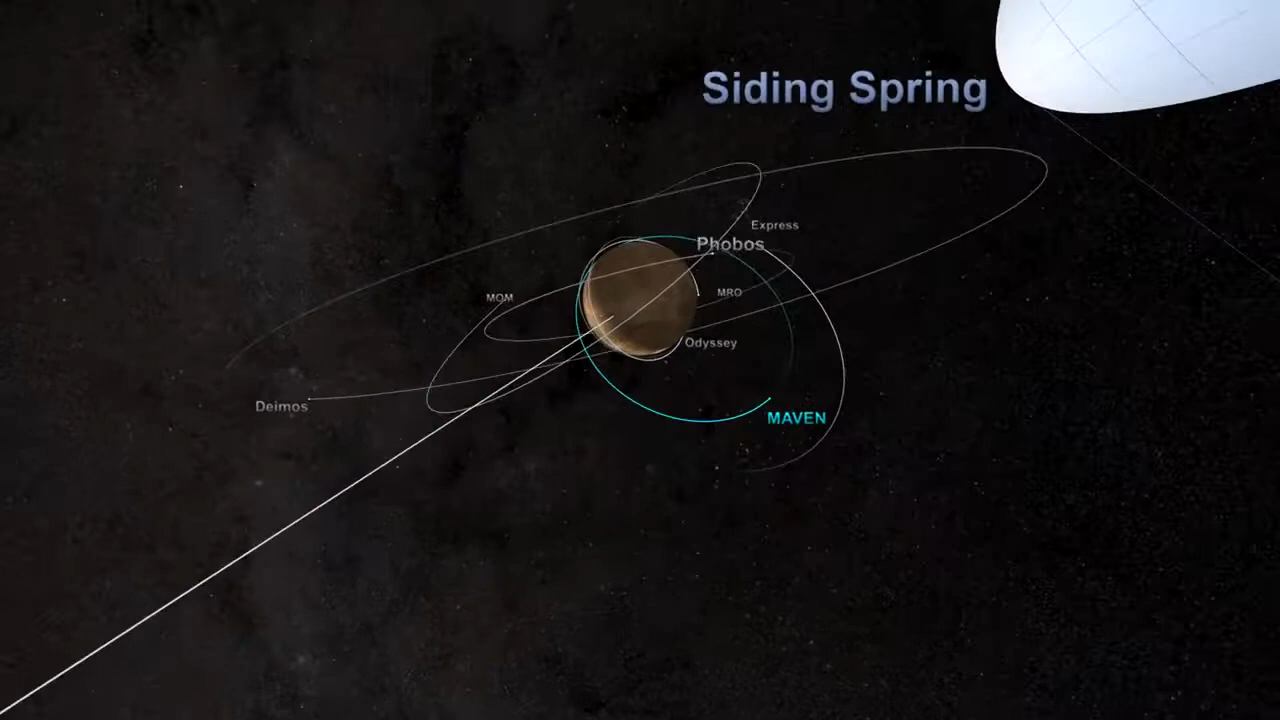 Siding Spring
Express
Phobos
MRO
MOM
Odyssey
Deimos
MAVEN